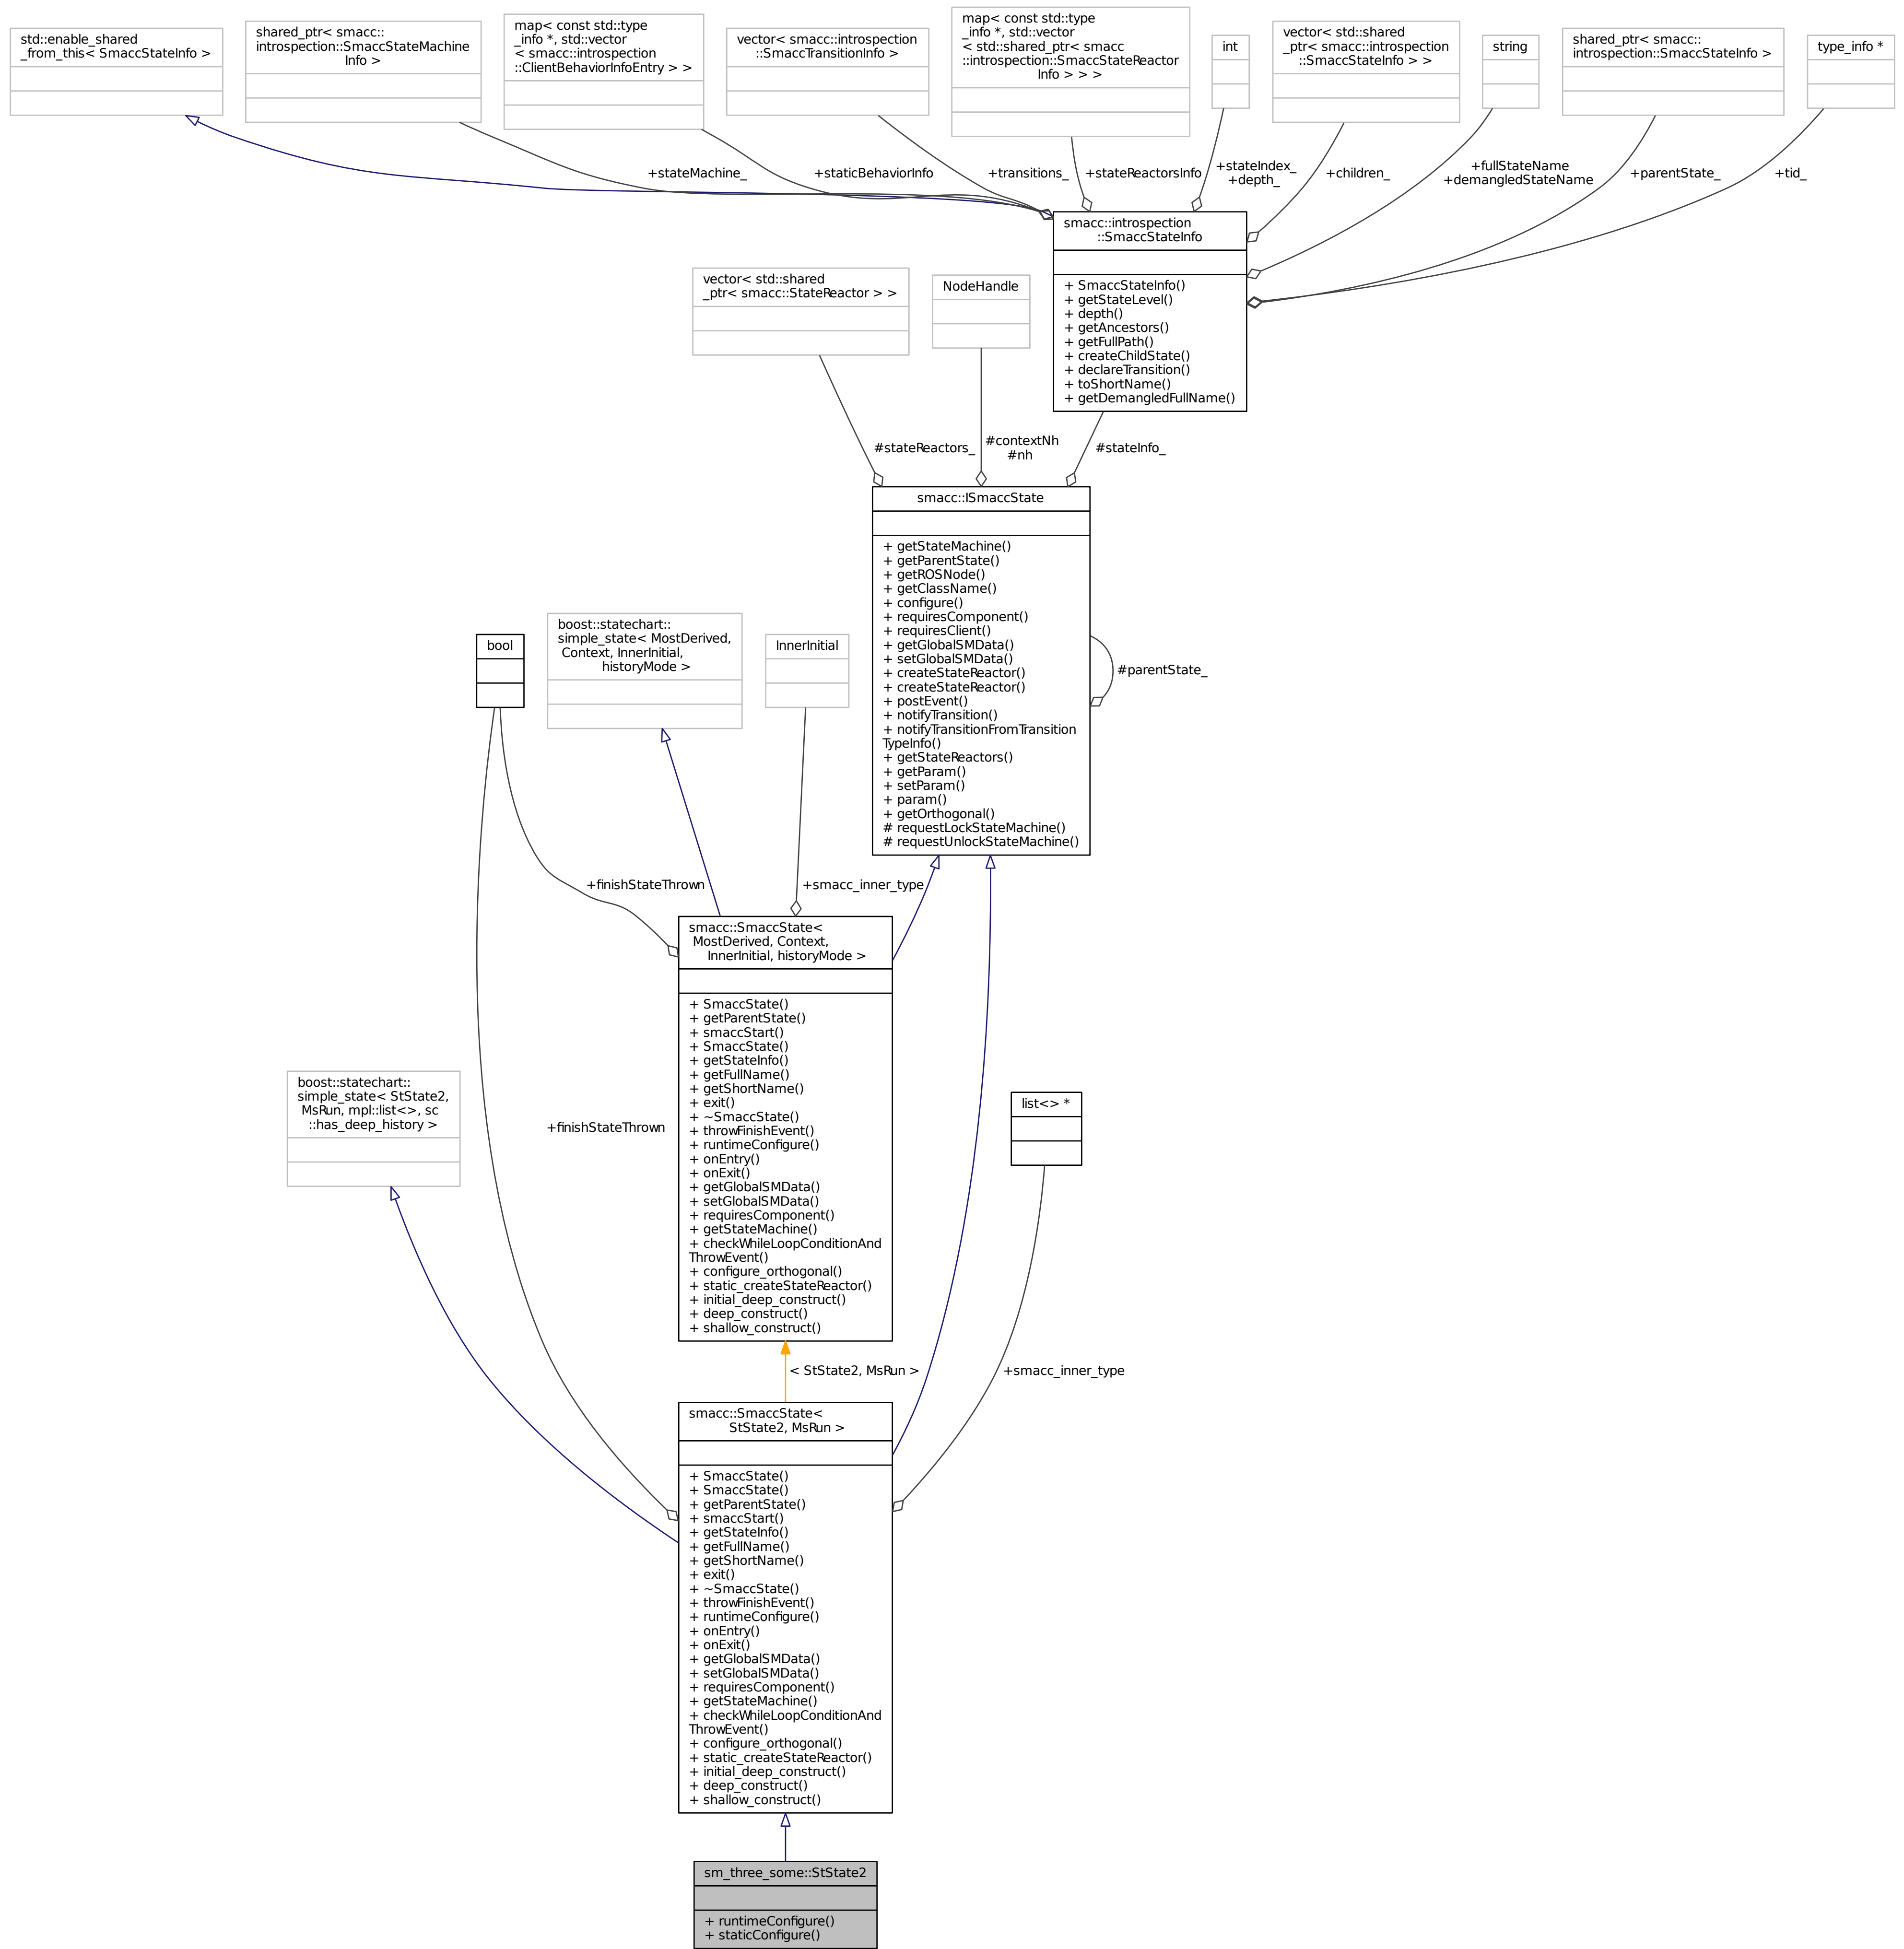 std::enable_shared
_from_this< SmaccStateInfo >
shared_ptr< smacc::
introspection::SmaccStateMachine
Info >
map< const std::type
_info *, std::vector
< smacc::introspection
::ClientBehaviorInfoEntry > >
vector< smacc::introspection
::SmaccTransitionInfo >
map< const std::type
_info *, std::vector
< std::shared_ptr< smacc
::introspection::SmaccStateReactor
Info > > >
int
vector< std::shared
_ptr< smacc::introspection
::SmaccStateInfo > >
string
shared_ptr< smacc::
introspection::SmaccStateInfo >
type_info *
+stateMachine_
+staticBehaviorInfo
+transitions_
+stateReactorsInfo
+stateIndex_
+depth_
+children_
+fullStateName
+demangledStateName
+parentState_
+tid_
smacc::introspection
::SmaccStateInfo
+ SmaccStateInfo()
+ getStateLevel()
+ depth()
+ getAncestors()
+ getFullPath()
+ createChildState()
+ declareTransition()
+ toShortName()
+ getDemangledFullName()
vector< std::shared
_ptr< smacc::StateReactor > >
NodeHandle
#stateReactors_
#contextNh
#nh
#stateInfo_
smacc::ISmaccState
+ getStateMachine()
+ getParentState()
+ getROSNode()
+ getClassName()
+ configure()
+ requiresComponent()
+ requiresClient()
+ getGlobalSMData()
+ setGlobalSMData()
+ createStateReactor()
+ createStateReactor()
+ postEvent()
+ notifyTransition()
+ notifyTransitionFromTransition
TypeInfo()
+ getStateReactors()
+ getParam()
+ setParam()
+ param()
+ getOrthogonal()
# requestLockStateMachine()
# requestUnlockStateMachine()
#parentState_
bool
boost::statechart::
simple_state< MostDerived,
Context, InnerInitial,
historyMode >
InnerInitial
+finishStateThrown
+smacc_inner_type
smacc::SmaccState<
MostDerived, Context,
InnerInitial, historyMode >
+ SmaccState()
+ getParentState()
+ smaccStart()
+ SmaccState()
+ getStateInfo()
+ getFullName()
+ getShortName()
+ exit()
+ ~SmaccState()
+ throwFinishEvent()
+ runtimeConfigure()
+ onEntry()
+ onExit()
+ getGlobalSMData()
+ setGlobalSMData()
+ requiresComponent()
+ getStateMachine()
+ checkWhileLoopConditionAnd
ThrowEvent()
+ configure_orthogonal()
+ static_createStateReactor()
+ initial_deep_construct()
+ deep_construct()
+ shallow_construct()
boost::statechart::
simple_state< StState2,
MsRun, mpl::list<>, sc
::has_deep_history >
+finishStateThrown
list<> *
< StState2, MsRun >
+smacc_inner_type
smacc::SmaccState<
StState2, MsRun >
+ SmaccState()
+ SmaccState()
+ getParentState()
+ smaccStart()
+ getStateInfo()
+ getFullName()
+ getShortName()
+ exit()
+ ~SmaccState()
+ throwFinishEvent()
+ runtimeConfigure()
+ onEntry()
+ onExit()
+ getGlobalSMData()
+ setGlobalSMData()
+ requiresComponent()
+ getStateMachine()
+ checkWhileLoopConditionAnd
ThrowEvent()
+ configure_orthogonal()
+ static_createStateReactor()
+ initial_deep_construct()
+ deep_construct()
+ shallow_construct()
sm_three_some::StState2
+ runtimeConfigure()
+ staticConfigure()